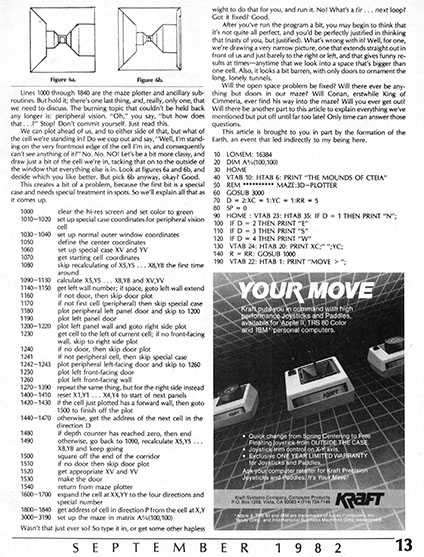 Figure 6a.
Figure 6b.
Lines 1000 through 1840 are the maze plotter and ancillary sub-
routines. But hold it; there's one last thing, and, really, only one, that
we need to discuss. The burning topic that couldn't be held back
any longer is: peripheral vision. "Oh," you say, "but how does
that . . .?" Stop! Don't commit yourself. Just read this.
We can plot ahead of us, and to either side of that, but what of
the cell we're standing in? Do we cop out and say, "Well, I'm stand-
ing on the very frontmost edge of the cell I'm in, and consequently
can't see anything of it?" No. No. NO! Let's be a bit more classy, and
draw just a bit of the cell we're in, tacking that on to the outside of
the window that everything else is in. Look at figures 6a and 6b, and
decide which you like better. But pick 6b anyway, okay? Good.
This creates a bit of a problem, because the first bit is a special
case and needs special treatment in spots. So we'll explain all that as
it comes up.
1000 clear the hi-res screen and set color to green
1010-1020 set up special case coordinates for peripheral vision
cell
1030-1040 set up normal outer window coordinates
1050 define the center coordinates
1060 set up special case XV and YV
1070 get starting cell coordinates
1080 skip recalculating of X5,Y5 . . . X8,Y8 the first time
around
1090-1130 calculate X5,Y5 . . . X8,Y8 and XV,YV
1140-1150 get left wall number; if space, goto left wall extend
1160 if not door, then skip door plot
1170 if not first cell (peripheral) then skip special case
1180 plot peripheral left panel door and skip to 1200
1190 plot left panel door
1200-1220 plot left panel wall and goto right side plot
1230 get cell to the left of current cell; if no front-facing
wall, skip to right side plot
1240 if no door, then skip door plot
1241 if not peripheral cell, then skip special case
1242-1243 plot peripheral left-facing door and skip to 1260
1250 plot left front-facing door
1260 plot left front-facing wall
1270-1390 repeat the same thing, but for the right side instead
1400-1410 reset X1,Y1 . . . X4,Y4 to start of next panels
1420-1430 if the cell just plotted has a forward wall, then goto
1500 to finish off the plot
1440-1470 otherwise, get the address of the next cell in the
direction D
1480 if depth counter has reached zero, then end
1490 otherwise, go back to 1090, recalculate X5,Y5 . . .
X8,Y8 and keep going
1500 square off the end of the corridor
1510 if no door then skip door plot
1520 get appropriate XV and YV
1530 make the door
1540 return from maze plotter
1600-1700 expand the cell at XX,YY to the four directions and
special number
1800-1840 get address of cell in direction P from the cell at X,Y
3000-3190 set up the maze in matrix A%(100,100)
Wasn't that just ever so? So type it in, or get some other hapless
wight to do that for you, and run it. No! What's a fir . . . next loop?
Got it fixed? Good.
After you've run the program a bit, you may begin to think that
it's not quite all perfect, and you'd be perfectly justified in thinking
that (nasty of you, but justified). What's wrong with it? Well, for one,
we're drawing a very narrow picture, one that extends straight out in
front of us and just barely to the right or left, and that gives funny re-
sults at times—anytime that we look into a space that's bigger than
one cell. Also, it looks a bit barren, with only doors to ornament the
long, lonely tunnels.
Will the open space problem be fixed? Will there ever be any-
thing but doors in our maze? Will Conan, erstwhile King of
Cimmeria, ever find his way into the maze? Will you ever get out?
Will there be another part to this article to explain everything we've
mentioned but put off until far too late? Only time can answer those
questions.
This article is brought to you in part by the formation of the
Earth, an event that led indirectly to my being here.
10 LOMEM: 16384
20 DIM A%(100,100)
30 HOME
40 VTAB 10: HTAB 6: PRINT "THE MOUNDS OF CTEIA"
50 REM ********** MAZE:3D-PLOTTER
60 GOSUB 3000
70 D = 2:XC = 1:YC = 1:RR = 5
80 SP = 0
90 HOME : VTAB 23: HTAB 35: IF D = 1 THEN PRINT "N";
100 IF D = 2 THEN PRINT "E"
110 IF D = 3 THEN PRINT "S"
120 IF D = 4 THEN PRINT "W"
130 VTAB 24: HTAB 20: PRINT XC;" ";YC;
140 R = RR: GOSUB 1000
190 VTAB 22: HTAB 1: PRINT "MOVE > ";
YOUR MOVE
Kraft puts you in command with high
performance Joysticks and Paddles,
available for Apple II, TRS 80 Color
and IBM* personal computers.
KRAFT
• Quick change from Spring Centering to Free
Floating Joystick from OUTSIDE THE CASE
• Joystick trim control on X-Y axis.
• Exclusive ONE YEAR LIMITED WARRANTY
for Joysticks and Paddles.
Ask your computer retailer for Kraft Precision
Joysticks and Paddles. It's Your Move!
Kraft Systems Company, Computer Products
P.O. Box 1268, Vista, CA 92083
KRAFT
SEPTEMBER 1982
13